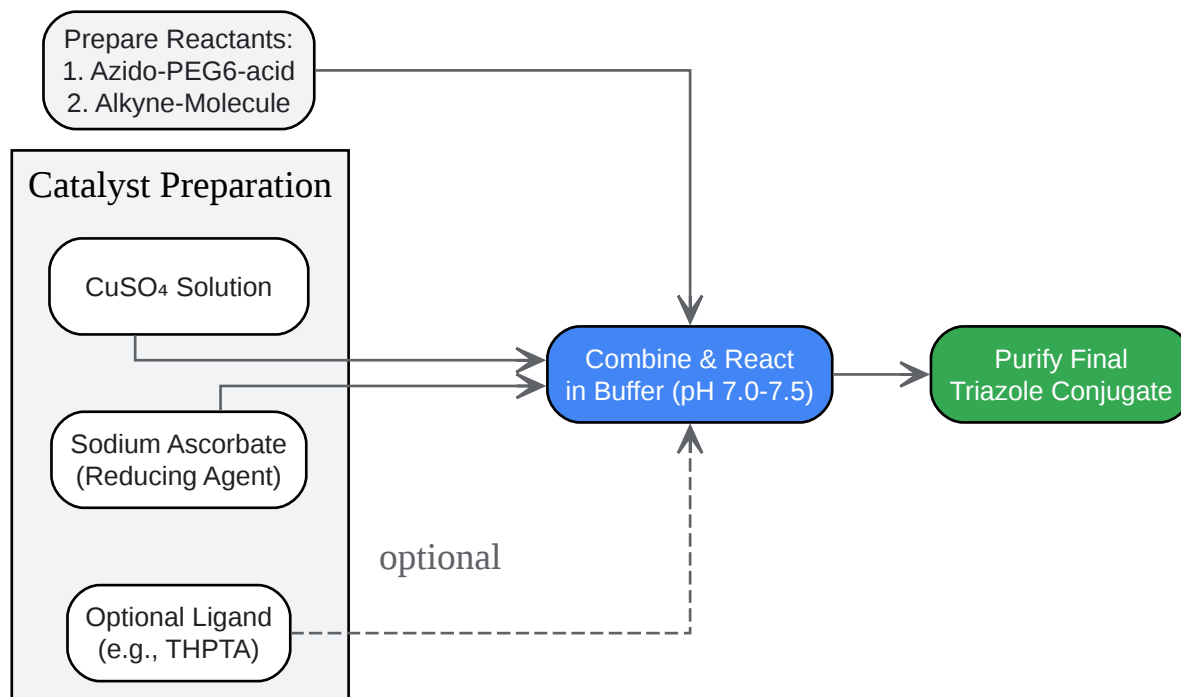 Prepare Reactants:
1. Azido-PEG6-acid
2. Alkyne-Molecule
Catalyst Preparation
CuSO₄ Solution
Sodium Ascorbate
(Reducing Agent)
optional
Optional Ligand
(e.g., THPTA)
Combine & React
in Buffer (pH 7.0-7.5)
Purify Final
Triazole Conjugate